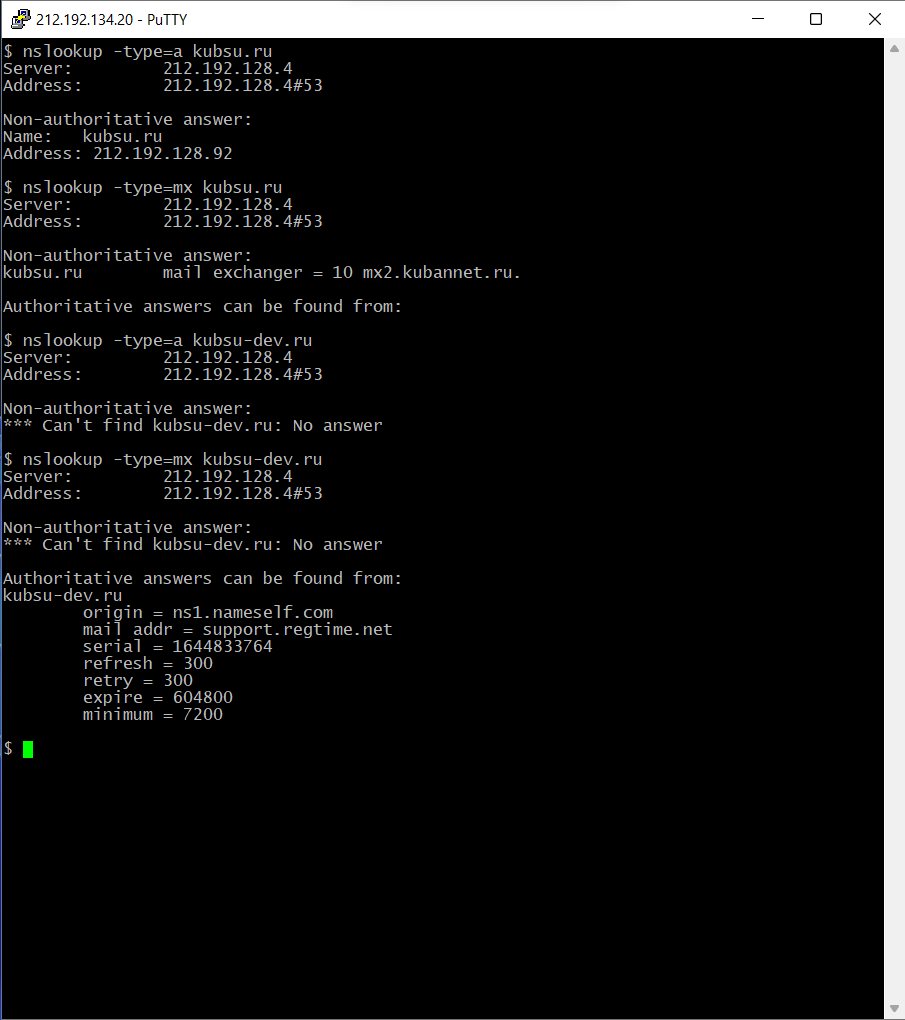 212.192.134.20 - PuTTY
$ nslookup -type=a kubsu.ru
Server:         212.192.128.4
Address:        212.192.128.4#53
Non-authoritative answer:
Name:   kubsu.ru
Address: 212.192.128.92
$ nslookup -type=mx kubsu.ru
Server:         212.192.128.4
Address:        212.192.128.4#53
Non-authoritative answer:
kubsu.ru        mail exchanger = 10 mx2.kubannet.ru.
Authoritative answers can be found from:
$ nslookup -type=a kubsu-dev.ru
Server:         212.192.128.4
Address:        212.192.128.4#53
Non-authoritative answer:
*** Can't find kubsu-dev.ru: No answer
$ nslookup -type=mx kubsu-dev.ru
Server:         212.192.128.4
Address:        212.192.128.4#53
Non-authoritative answer:
*** Can't find kubsu-dev.ru: No answer
Authoritative answers can be found from:
kubsu-dev.ru
        origin = ns1.nameself.com
        mail addr = support.regtime.net
        serial = 1644833764
        refresh = 300
        retry = 300
        expire = 604800
        minimum = 7200
$